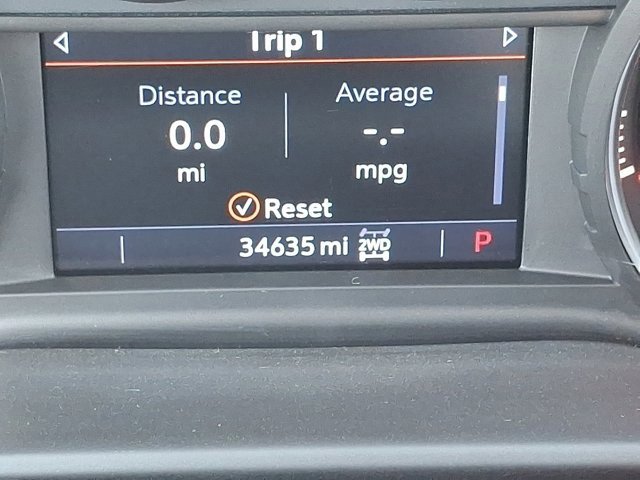 Trip 1
Distance
Average
0.0
-.-
mi
mpg
Reset
34635 mi 2WD P